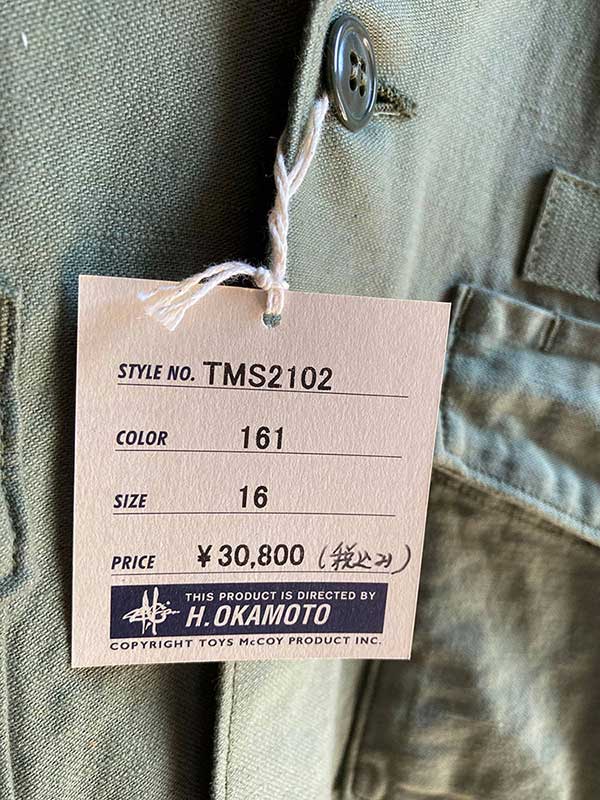 STYLE NO. TMS2102
COLOR 161
SIZE 16
PRICE ¥30,800 (税込み)
THIS PRODUCT IS DIRECTED BY
H. OKAMOTO
COPYRIGHT TOYS McCOY PRODUCT INC.